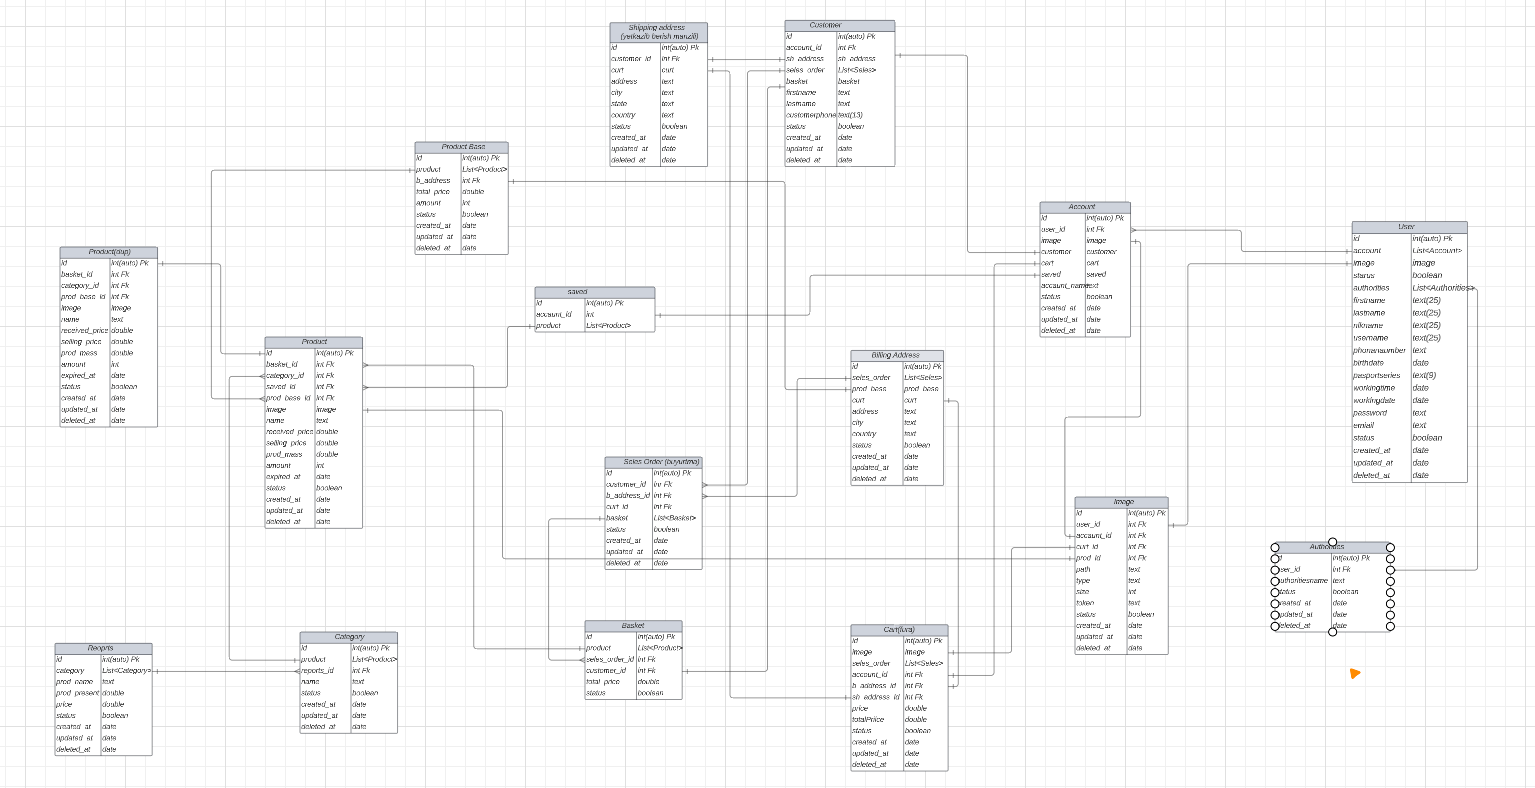 Shipping address
(yetkazib berish manzili)
id int(auto) Pk
customer_id int Fk
curt curt
address text
city text
state text
country text
status boolean
created_at date
updated_at date
deleted_at date
Customer
id int(auto) Pk
account_id int Fk
sh_address sh_address
seles_order List<Seles>
basket basket
firstname text
lasmame text
customerphone text(13)
status boolean
created_at date
updated_at date
deleted_at date
Product Base
id int(auto) Pk
product List<Product>
b_address int Fk
total_price double
amount int
status boolean
created_at date
updated_at date
deleted_at date
Account
id int(auto) Pk
user_id int Fk
image image
customer customer
cart cart
saved saved
account_name text
status boolean
created_at date
updated_at date
deleted_at date
User
id int(auto) Pk
account List<Account>
image image
starus boolean
authorities List<Authorities>
firstname text(25)
lastname text(25)
nikname text(25)
username text(25)
phonanaumber text
birthdate date
pasportseries text(9)
workingtime date
workingdate date
password text
emiail text
status boolean
created_at date
updated_at date
deleted_at date
Product(dup)
id int(auto) Pk
basket_id int Fk
category_id int Fk
prod_base_id int Fk
image image
name text
received_price double
selling_price double
prod_mass double
amount int
expired_at date
status boolean
created_at date
updated_at date
deleted_at date
saved
id int(auto) Pk
account_id int
product List<Product>
Product
id int(auto) Pk
basket_id int Fk
category_id int Fk
saved_id int Fk
prod_base_id int Fk
image image
name text
received_price double
selling_price double
prod_mass double
amount int
expired_at date
status boolean
created_at date
updated_at date
deleted_at date
Billing Address
id int(auto) Pk
seles_order List<Seles>
prod_base prod_base
curt curt
address text
city text
country text
status boolean
created_at date
updated_at date
deleted_at date
Seles Order (buyurtma)
id int(auto) Pk
customer_id int Fk
b_address_id int Fk
curt_id int Fk
basket List<Basket>
status boolean
created_at date
updated_at date
deleted_at date
Image
id int(auto) Pk
user_id int Fk
account_id int Fk
curt_id int Fk
prod_id int Fk
path text
type text
size int
token text
status boolean
created_at date
updated_at date
deleted_at date
Authorities
id int(auto) Pk
user_id int Fk
authoritiesname text
status boolean
created_at date
updated_at date
deleted_at date
Reoprts
id int(auto) Pk
category List<Category>
prod_name text
prod_present double
price double
status boolean
created_at date
updated_at date
deleted_at date
Category
id int(auto) Pk
product List<Product>
reports_id int Fk
name text
status boolean
created_at date
updated_at date
deleted_at date
Basket
id int(auto) Pk
product List<Product>
seles_order_id int Fk
customer_id int Fk
total_price double
status boolean
Cart(fura)
id int(auto) Pk
image image
seles_order List<Seles>
account_id int Fk
b_address_id int Fk
sh_address_id int Fk
price double
totalPriice double
status boolean
created_at date
updated_at date
deleted_at date